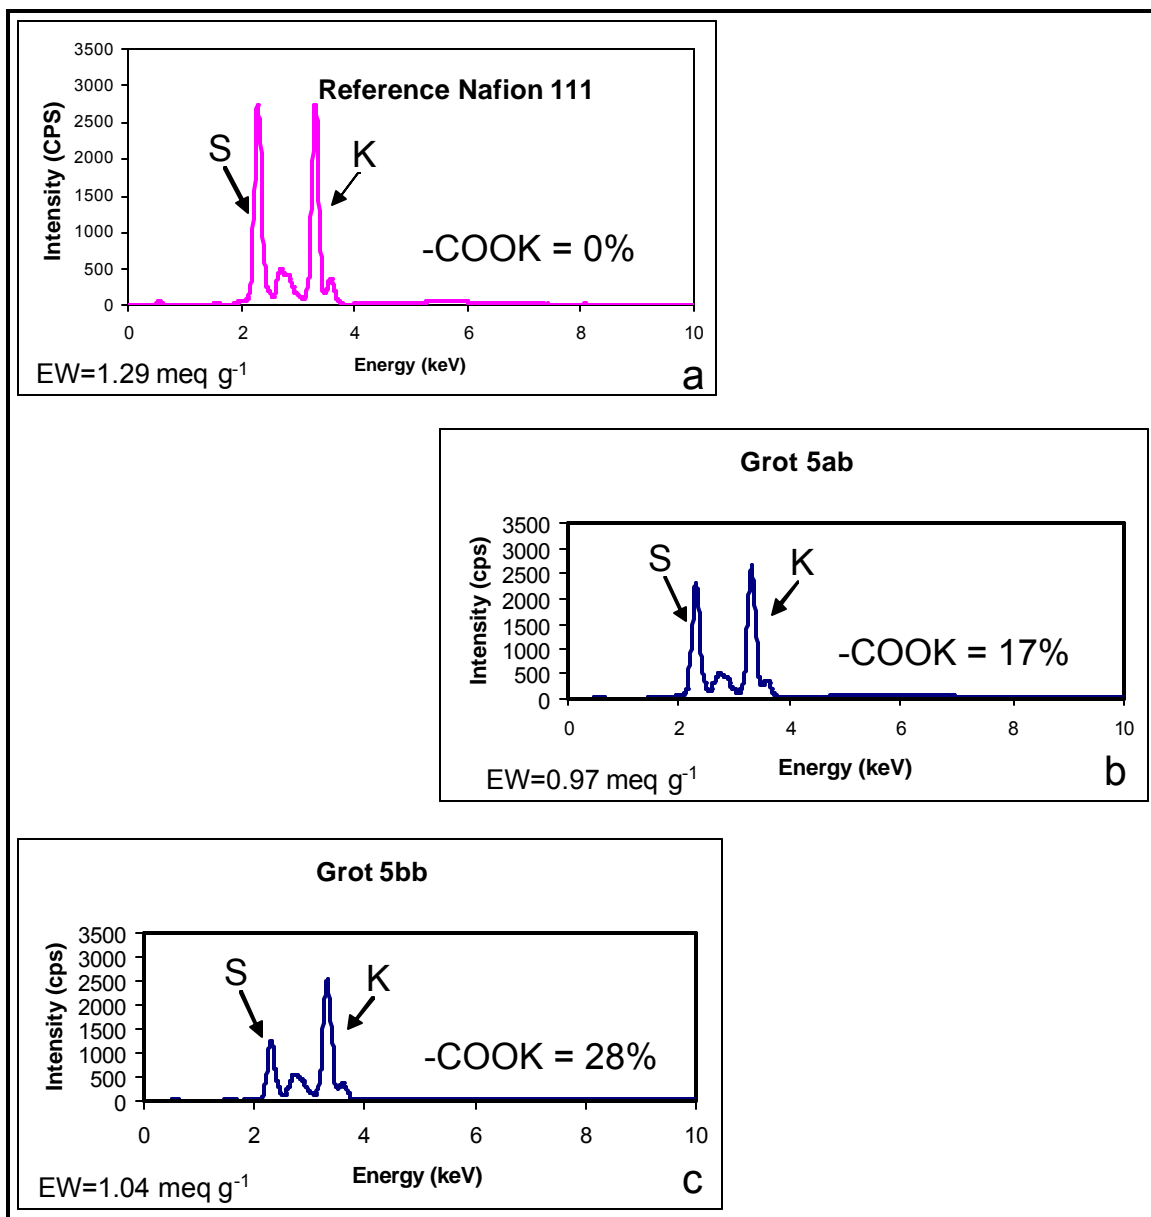 Reference Nafion 111
3500
3000
2500
2000
1500
1000
500
0
Intensity (CPS)
S
K
-COOK = 0%
0 2 4 6 8 10
Energy (keV)
EW=1.29 meq g⁻¹
a
Grot 5ab
3500
3000
2500
2000
1500
1000
500
0
Intensity (cps)
S
K
-COOK = 17%
0 2 4 6 8 10
Energy (keV)
EW=0.97 meq g⁻¹
b
Grot 5bb
3500
3000
2500
2000
1500
1000
500
0
Intensity (cps)
S
K
-COOK = 28%
0 2 4 6 8 10
Energy (keV)
EW=1.04 meq g⁻¹
c